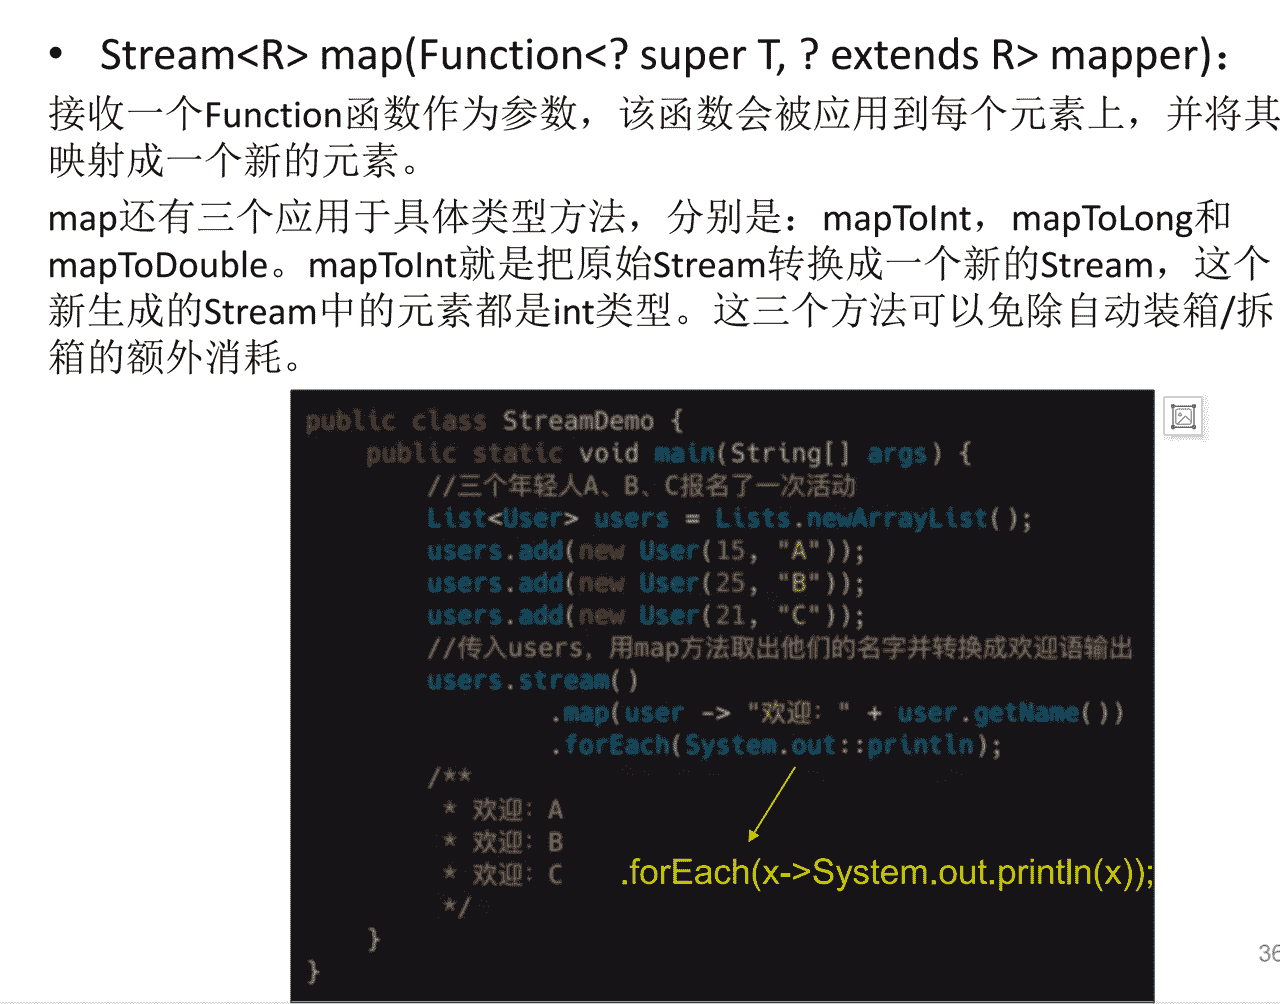 • Stream<R> map(Function<? super T, ? extends R> mapper)：
接收一个Function函数作为参数，该函数会被应用到每个元素上，并将其
映射成一个新的元素。
map还有三个应用于具体类型方法，分别是：mapToInt，mapToLong和
mapToDouble。mapToInt就是把原始Stream转换成一个新的Stream，这个
新生成的Stream中的元素都是int类型。这三个方法可以免除自动装箱/拆
箱的额外消耗。
public class StreamDemo {
public static void main(String[] args) {
//三个年轻人A、B、C报名了一次活动
List<User> users = Lists.newArrayList();
users.add(new User(15, "A"));
users.add(new User(25, "B"));
users.add(new User(21, "C"));
//传入users，用map方法取出他们的名字并转换成欢迎语输出
users.stream()
.map(user -> "欢迎：" + user.getName())
.forEach(System.out::println);
/**
* 欢迎：A
* 欢迎：B
* 欢迎：C
.forEach(x->System.out.println(x));
*/
}
}
36